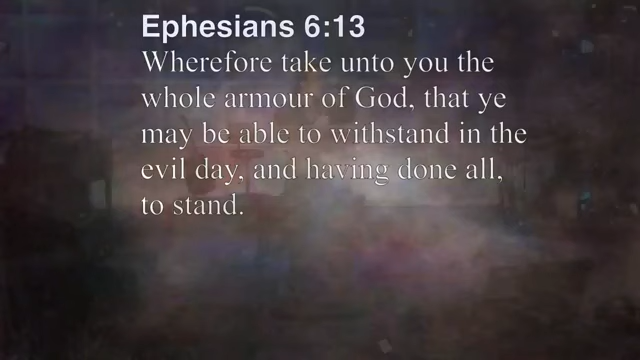 Ephesians 6:13
Wherefore take unto you the
whole armour of God, that ye
may be able to withstand in the
evil day, and having done all,
to stand.